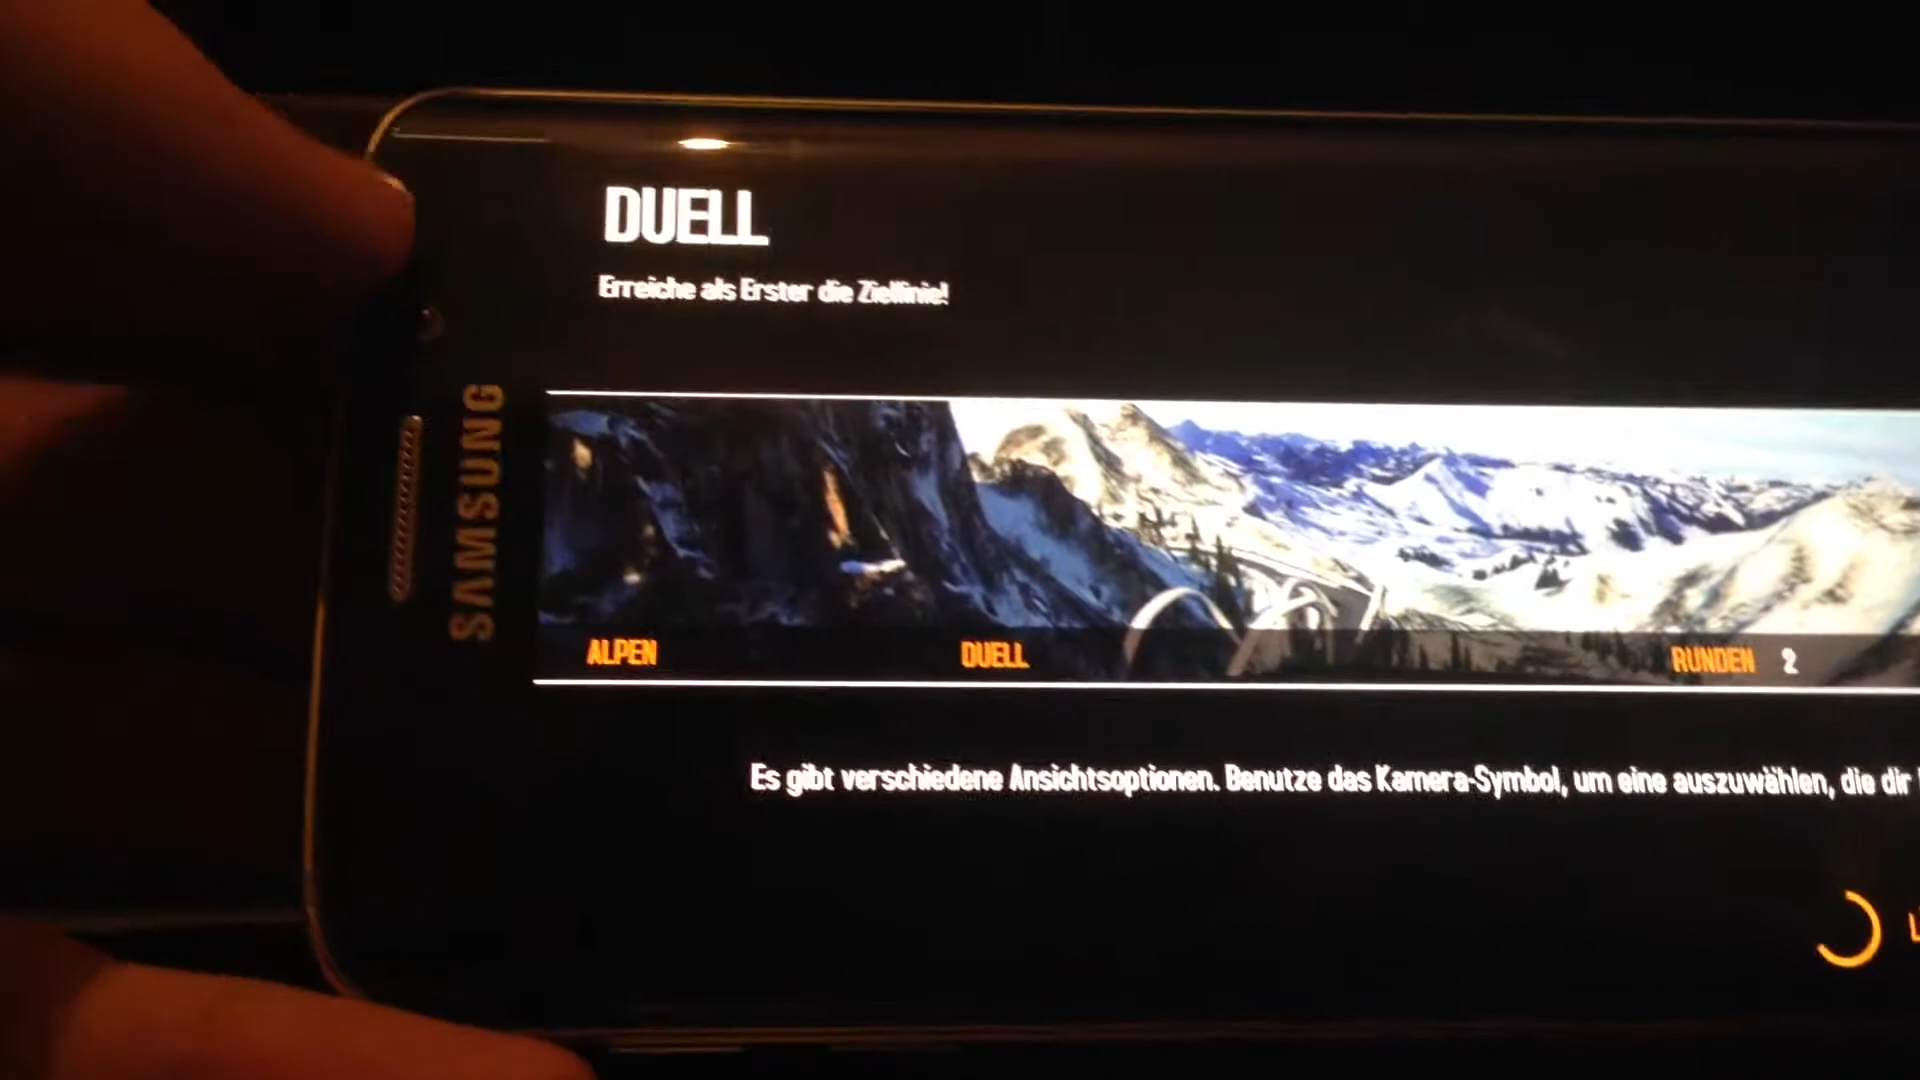 DUELL
Erreiche als Erster die Ziellinie!
SAMSUNG
ALPEN DUELL RUNDEN 2
Es gibt verschiedene Ansichtsoptionen. Benutze das Kamera-Symbol, um eine auszuwählen, die dir